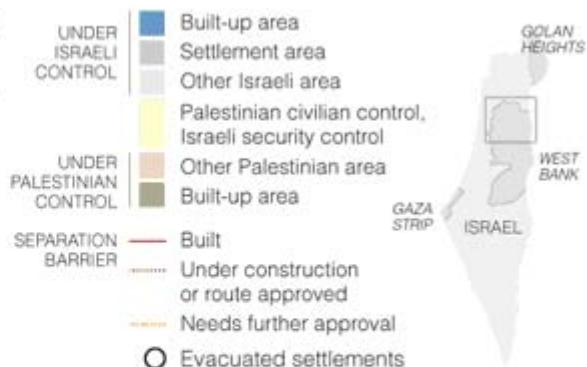 UNDER
ISRAELI
CONTROL
Built-up area
Settlement area
Other Israeli area
Palestinian civilian control,
Israeli security control
UNDER
PALESTINIAN
CONTROL
Other Palestinian area
Built-up area
SEPARATION
BARRIER
Built
Under construction
or route approved
Needs further approval
Evacuated settlements
GOLAN
HEIGHTS
WEST
BANK
GAZA
STRIP
ISRAEL